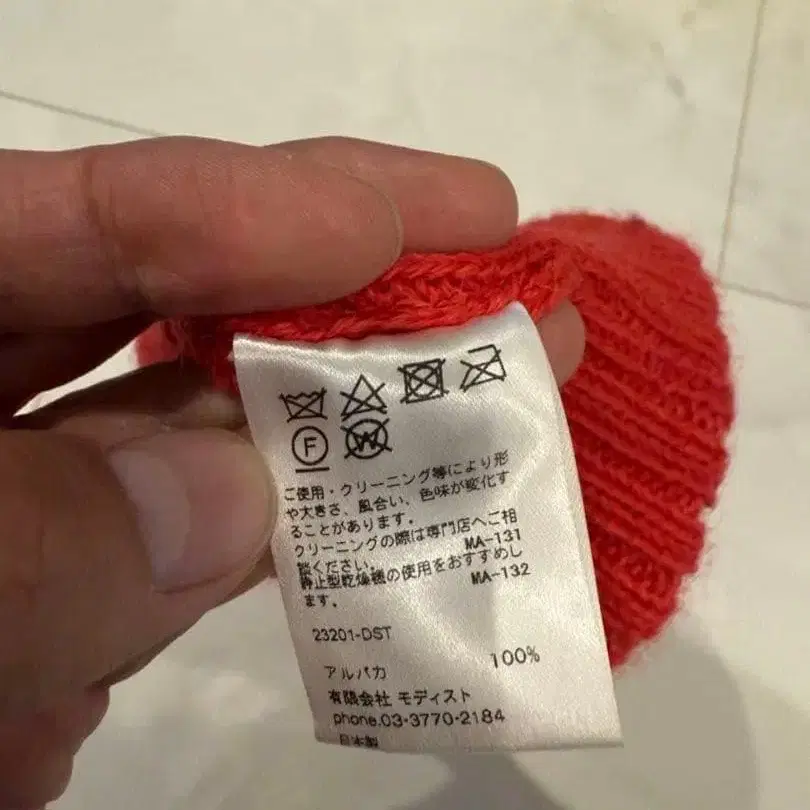 F
W
ご使用・クリーニング等により形
や大きさ、風合い、色味が変化す
ることがあります。
クリーニングの際は専門店へご相
談ください。 MA-131
静止型乾燥機の使用をおすすめし
ます。 MA-132
23201-DST
アルパカ 100%
有限会社 モディスト
phone.03-3770-2184
日本製